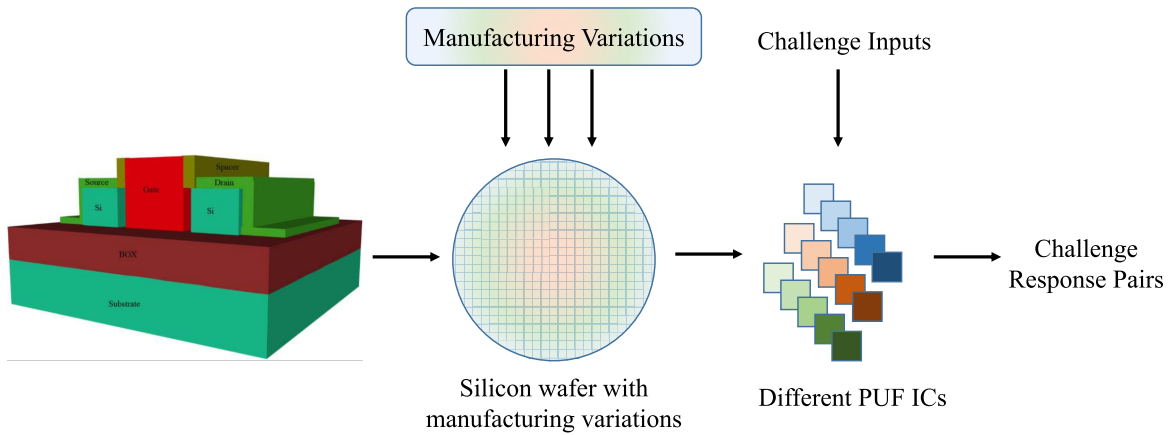 Manufacturing Variations
Challenge Inputs
Spacer
Source
Gate
Drain
Si
Si
BOX
Substrate
Challenge
Response Pairs
Silicon wafer with
manufacturing variations
Different PUF ICs